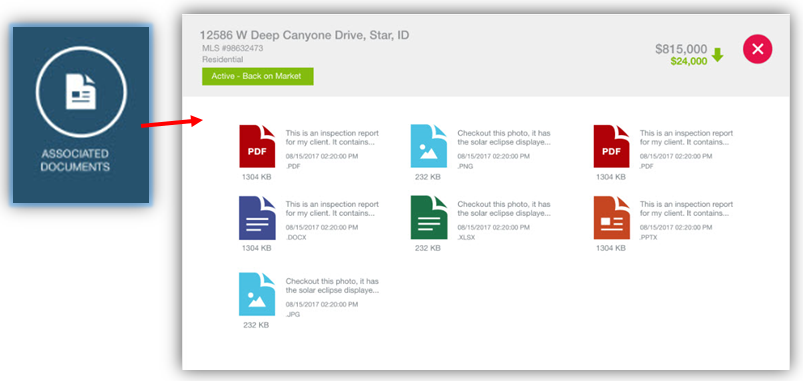 ASSOCIATED
DOCUMENTS
12586 W Deep Canyone Drive, Star, ID
MLS #98632473
Residential
Active - Back on Market
$815,000
$24,000
PDF
1304 KB
This is an inspection report
for my client. It contains...
08/15/2017 02:20:00 PM
.PDF
232 KB
Checkout this photo, it has
the solar eclipse displaye...
08/15/2017 02:20:00 PM
.PNG
PDF
1304 KB
This is an inspection report
for my client. It contains...
08/15/2017 02:20:00 PM
.PDF
1304 KB
This is an inspection report
for my client. It contains...
08/15/2017 02:20:00 PM
.DOCX
232 KB
Checkout this photo, it has
the solar eclipse displaye...
08/15/2017 02:20:00 PM
.XLSX
1304 KB
This is an inspection report
for my client. It contains...
08/15/2017 02:20:00 PM
.PPTX
232 KB
Checkout this photo, it has
the solar eclipse displaye...
08/15/2017 02:20:00 PM
.JPG